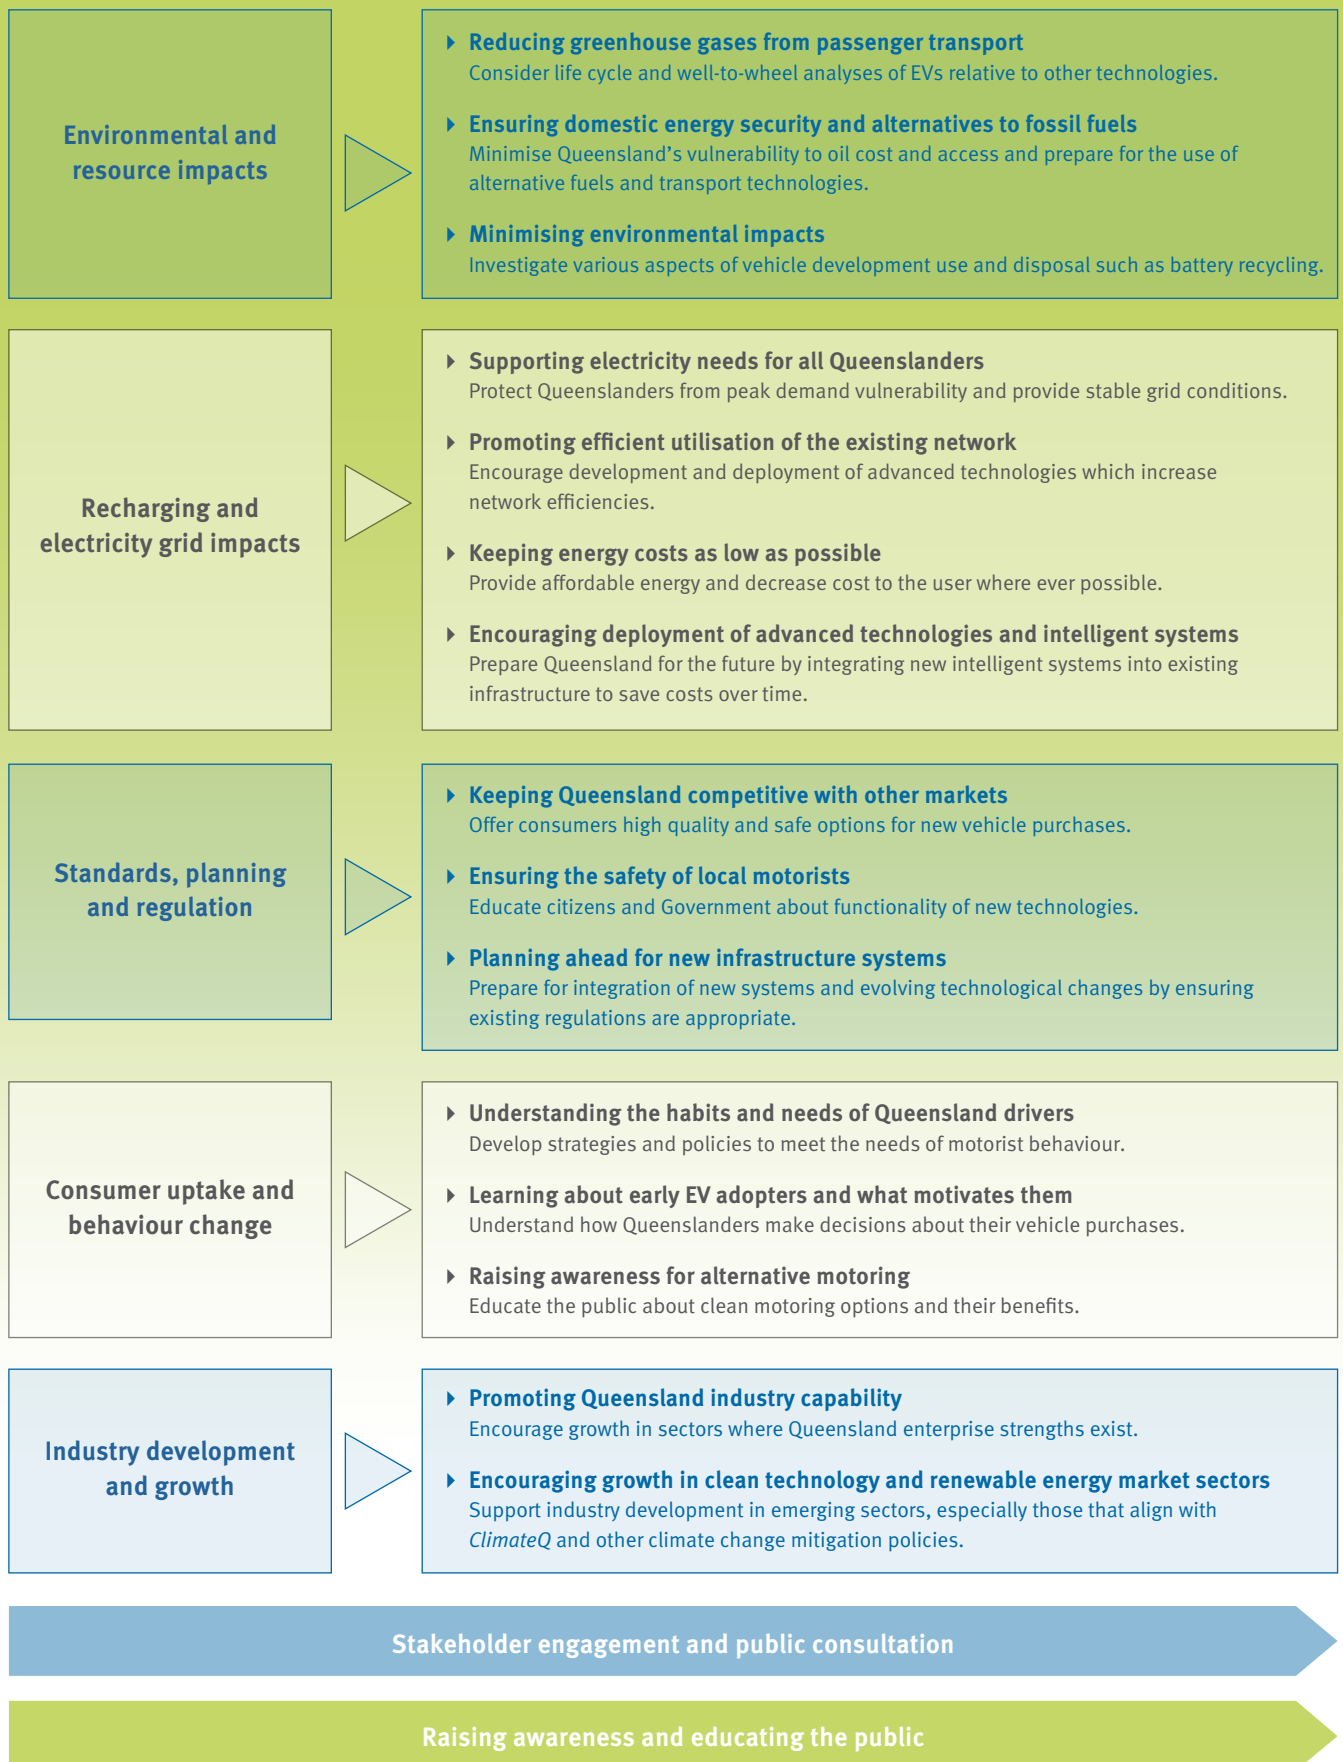 Environmental and
resource impacts
Reducing greenhouse gases from passenger transport
Consider life cycle and well-to-wheel analyses of EVs relative to other technologies.
Ensuring domestic energy security and alternatives to fossil fuels
Minimise Queensland's vulnerability to oil cost and access and prepare for the use of
alternative fuels and transport technologies.
Minimising environmental impacts
Investigate various aspects of vehicle development use and disposal such as battery recycling.
Recharging and
electricity grid impacts
Supporting electricity needs for all Queenslanders
Protect Queenslanders from peak demand vulnerability and provide stable grid conditions.
Promoting efficient utilisation of the existing network
Encourage development and deployment of advanced technologies which increase
network efficiencies.
Keeping energy costs as low as possible
Provide affordable energy and decrease cost to the user where ever possible.
Encouraging deployment of advanced technologies and intelligent systems
Prepare Queensland for the future by integrating new intelligent systems into existing
infrastructure to save costs over time.
Standards, planning
and regulation
Keeping Queensland competitive with other markets
Offer consumers high quality and safe options for new vehicle purchases.
Ensuring the safety of local motorists
Educate citizens and Government about functionality of new technologies.
Planning ahead for new infrastructure systems
Prepare for integration of new systems and evolving technological changes by ensuring
existing regulations are appropriate.
Consumer uptake and
behaviour change
Understanding the habits and needs of Queensland drivers
Develop strategies and policies to meet the needs of motorist behaviour.
Learning about early EV adopters and what motivates them
Understand how Queenslanders make decisions about their vehicle purchases.
Raising awareness for alternative motoring
Educate the public about clean motoring options and their benefits.
Industry development
and growth
Promoting Queensland industry capability
Encourage growth in sectors where Queensland enterprise strengths exist.
Encouraging growth in clean technology and renewable energy market sectors
Support industry development in emerging sectors, especially those that align with
ClimateQ and other climate change mitigation policies.
Stakeholder engagement and public consultation
Raising awareness and educating the public